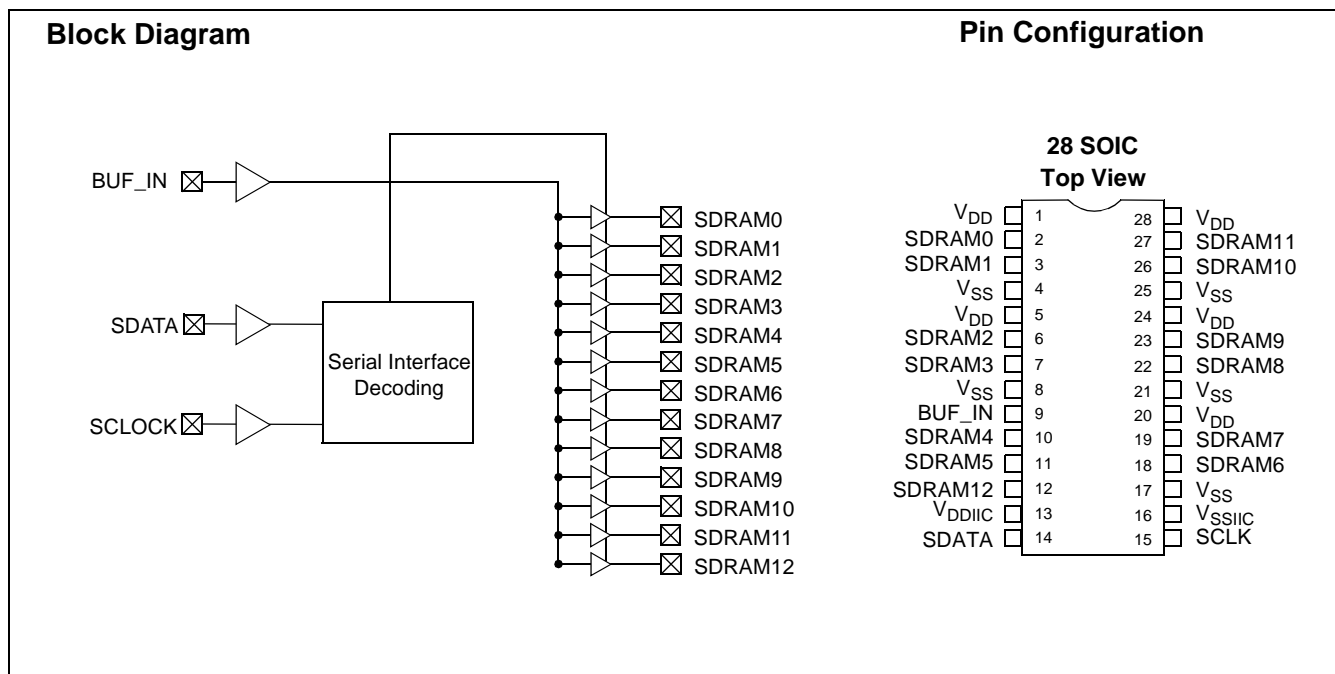 Block Diagram
BUF_IN
SDATA
SCLOCK
Serial Interface
Decoding
SDRAM0
SDRAM1
SDRAM2
SDRAM3
SDRAM4
SDRAM5
SDRAM6
SDRAM7
SDRAM8
SDRAM9
SDRAM10
SDRAM11
SDRAM12
Pin Configuration
28 SOIC
Top View
VDD 1 28 VDD
SDRAM0 2 27 SDRAM11
SDRAM1 3 26 SDRAM10
VSS 4 25 VSS
VDD 5 24 VDD
SDRAM2 6 23 SDRAM9
SDRAM3 7 22 SDRAM8
VSS 8 21 VSS
BUF_IN 9 20 VDD
SDRAM4 10 19 SDRAM7
SDRAM5 11 18 SDRAM6
SDRAM12 12 17 VSS
VDDIIC 13 16 VSSIIC
SDATA 14 15 SCLK